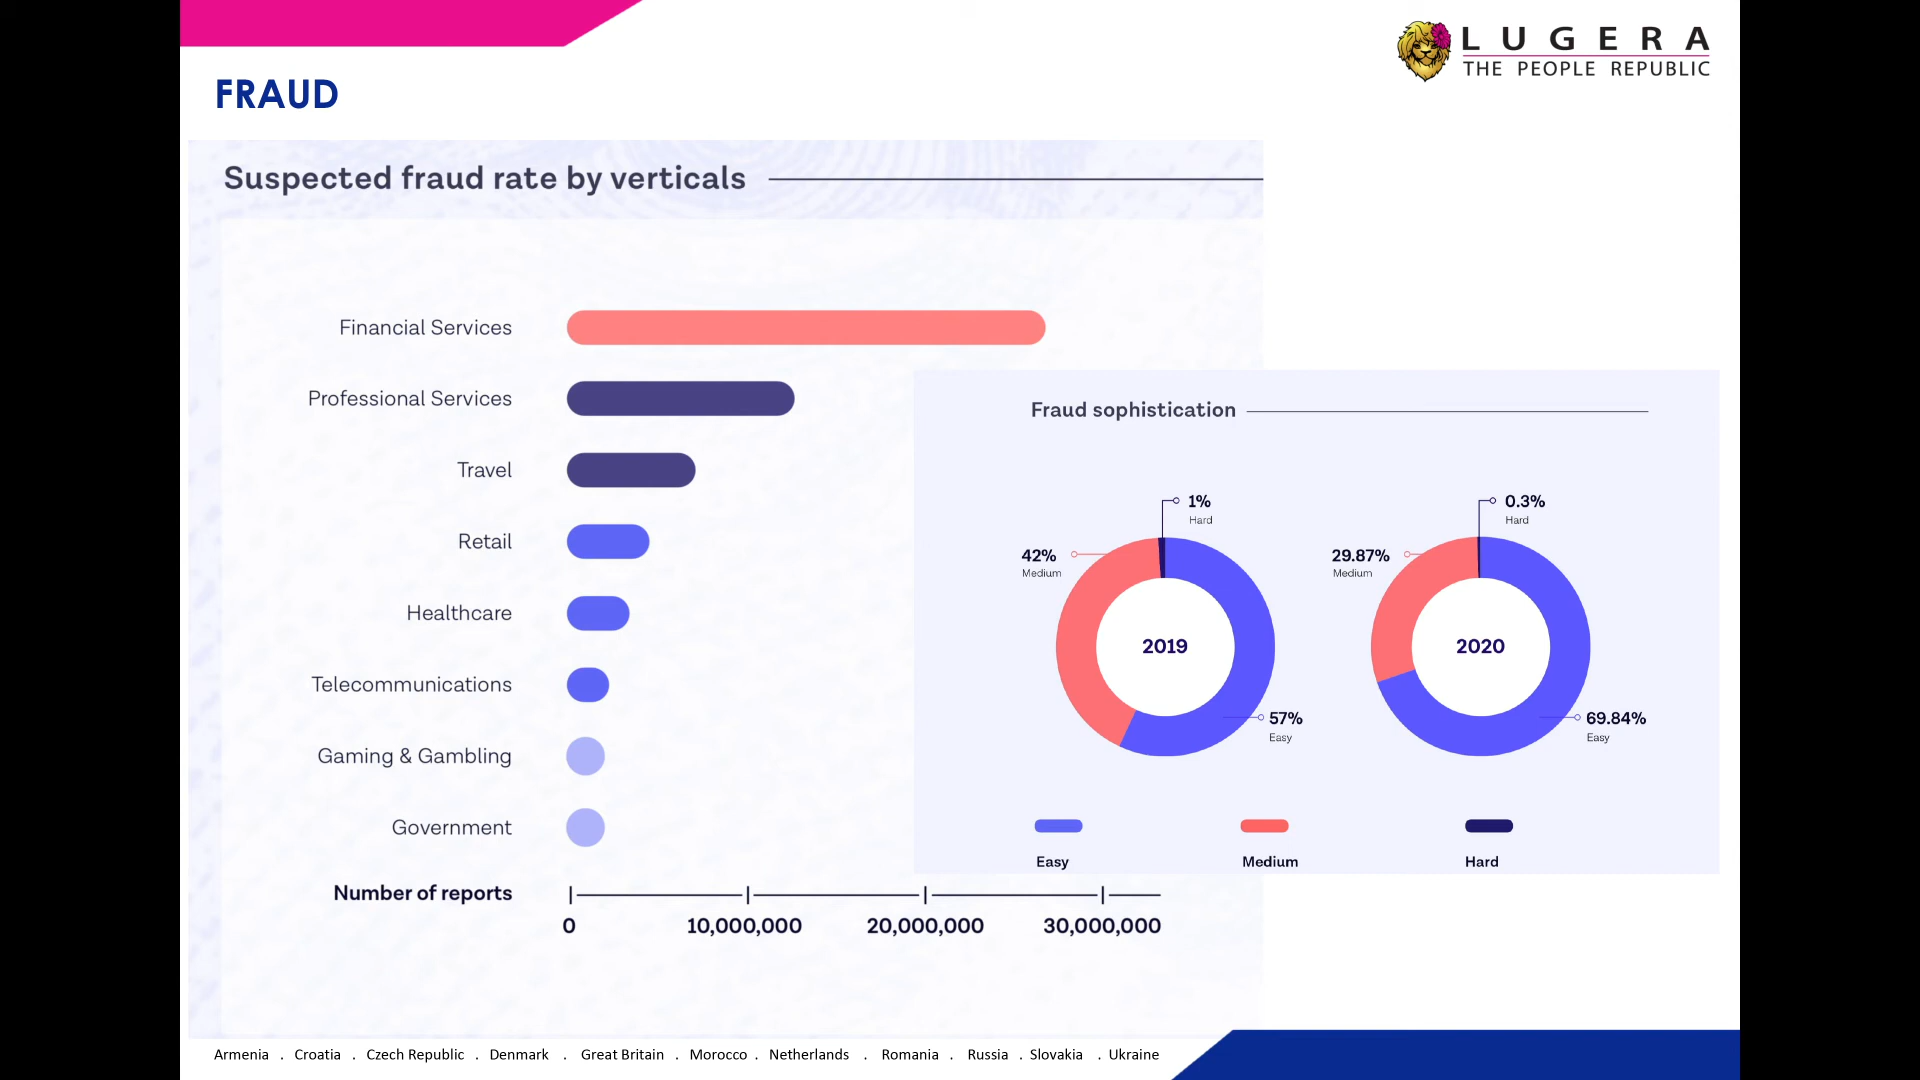 LUGERA
THE PEOPLE REPUBLIC
FRAUD
Suspected fraud rate by verticals
Financial Services
Professional Services
Travel
Retail
Healthcare
Telecommunications
Gaming & Gambling
Government
Number of reports
0 10,000,000 20,000,000 30,000,000
Fraud sophistication
1%
Hard
42%
Medium
2019
57%
Easy
0.3%
Hard
29.87%
Medium
2020
69.84%
Easy
Easy Medium Hard
Armenia . Croatia . Czech Republic . Denmark . Great Britain . Morocco . Netherlands . Romania . Russia . Slovakia . Ukraine